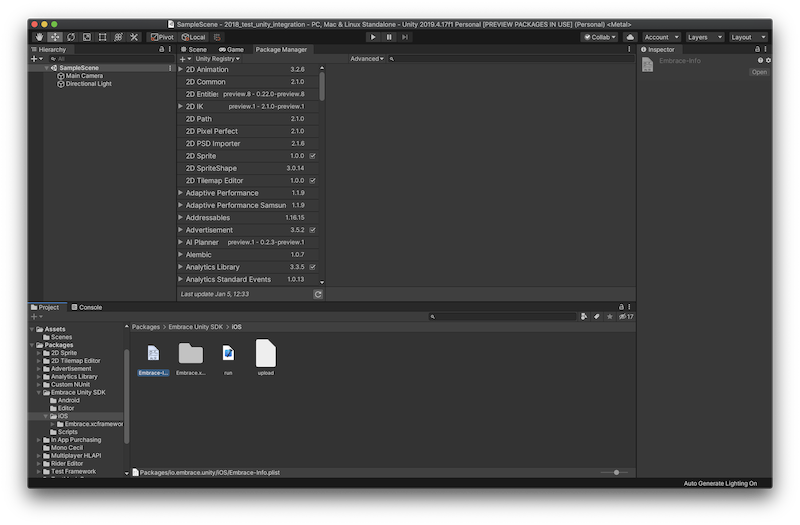 SampleScene - 2018_test_unity_integration - PC, Mac & Linux Standalone - Unity 2019.4.17f1 Personal [PREVIEW PACKAGES IN USE] (Personal) <Metal>
Pivot Local Collab Account Layers Layout
Hierarchy
All
SampleScene
Main Camera
Directional Light
Scene Game Package Manager
Unity Registry Advanced
2D Animation 3.2.6
2D Common 2.1.0
2D Entities preview.8 - 0.22.0-preview.8
2D IK preview.1 - 2.1.0-preview.1
2D Path 2.1.0
2D Pixel Perfect 2.1.0
2D PSD Importer 2.1.6
2D Sprite 1.0.0
2D SpriteShape 3.0.14
2D Tilemap Editor 1.0.0
Adaptive Performance 1.1.9
Adaptive Performance Samsun 1.1.9
Addressables 1.16.15
Advertisement 3.5.2
AI Planner preview.1 - 0.2.3-preview.1
Alembic 1.0.7
Analytics Library 3.3.5
Analytics Standard Events 1.0.13
Last update Jan 5, 12:33
Inspector
Embrace-Info
Open
Project Console
17
Assets
Scenes
Packages
2D Sprite
2D Tilemap Editor
Advertisement
Analytics Library
Custom NUnit
Embrace Unity SDK
Android
Editor
iOS
Embrace.xcframewor
Scripts
In App Purchasing
Mono Cecil
Multiplayer HLAPI
Rider Editor
Test Framework
Packages > Embrace Unity SDK > iOS
Embrace-I... Embrace.x... run upload
Packages/io.embrace.unity/iOS/Embrace-Info.plist
Auto Generate Lighting On